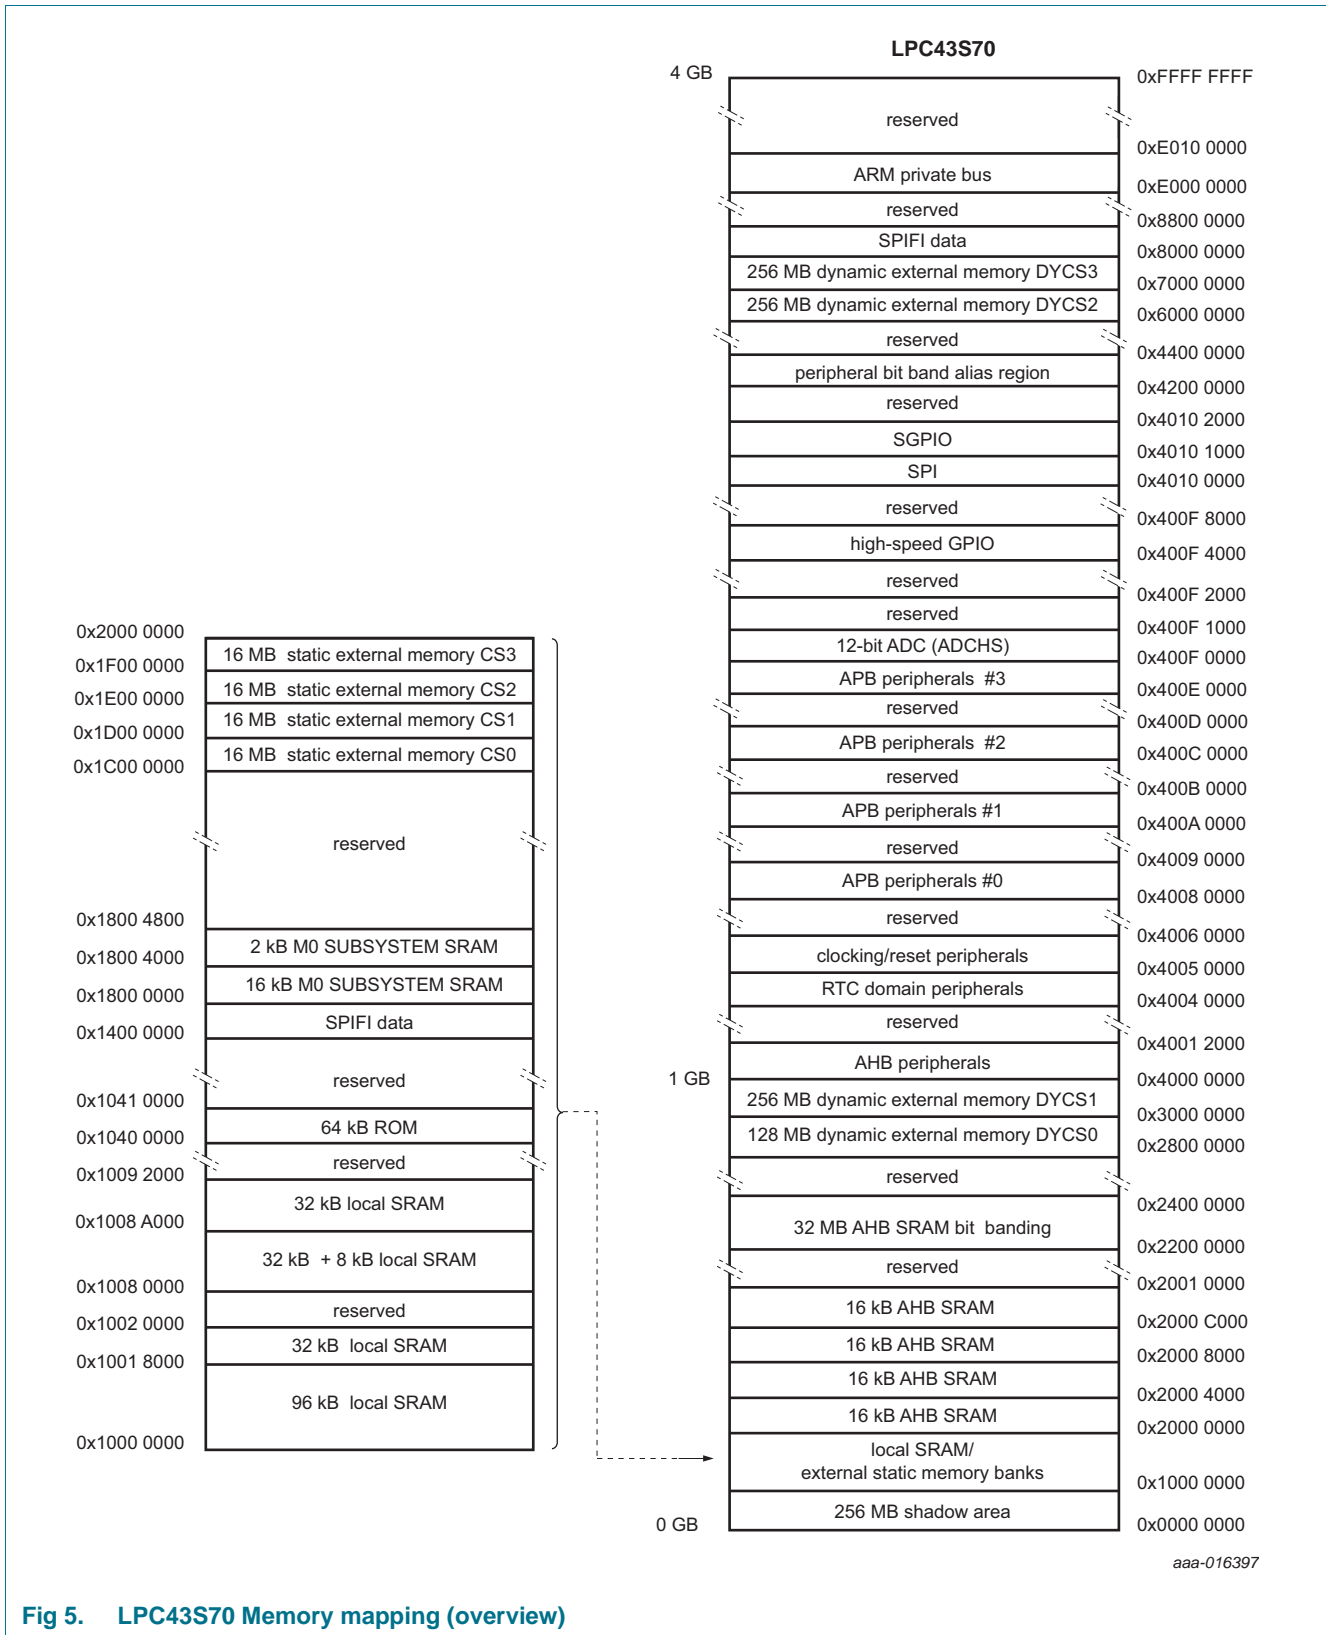 LPC43S70
4 GB
0xFFFF FFFF
reserved
0xE010 0000
ARM private bus
0xE000 0000
reserved
0x8800 0000
SPIFI data
0x8000 0000
256 MB dynamic external memory DYCS3
0x7000 0000
256 MB dynamic external memory DYCS2
0x6000 0000
reserved
0x4400 0000
peripheral bit band alias region
0x4200 0000
reserved
0x4010 2000
SGPIO
0x4010 1000
SPI
0x4010 0000
reserved
0x400F 8000
high-speed GPIO
0x400F 4000
reserved
0x400F 2000
reserved
0x400F 1000
12-bit ADC (ADCHS)
0x400F 0000
APB peripherals #3
0x400E 0000
reserved
0x400D 0000
APB peripherals #2
0x400C 0000
reserved
0x400B 0000
APB peripherals #1
0x400A 0000
reserved
0x4009 0000
APB peripherals #0
0x4008 0000
reserved
0x4006 0000
clocking/reset peripherals
0x4005 0000
RTC domain peripherals
0x4004 0000
reserved
0x4001 2000
AHB peripherals
1 GB
0x4000 0000
256 MB dynamic external memory DYCS1
0x3000 0000
128 MB dynamic external memory DYCS0
0x2800 0000
reserved
0x2400 0000
32 MB AHB SRAM bit banding
0x2200 0000
reserved
0x2001 0000
16 kB AHB SRAM
0x2000 C000
16 kB AHB SRAM
0x2000 8000
16 kB AHB SRAM
0x2000 4000
16 kB AHB SRAM
0x2000 0000
local SRAM/
external static memory banks
0x1000 0000
256 MB shadow area
0 GB
0x0000 0000
0x2000 0000
16 MB static external memory CS3
0x1F00 0000
16 MB static external memory CS2
0x1E00 0000
16 MB static external memory CS1
0x1D00 0000
16 MB static external memory CS0
0x1C00 0000
reserved
0x1800 4800
2 kB M0 SUBSYSTEM SRAM
0x1800 4000
16 kB M0 SUBSYSTEM SRAM
0x1800 0000
SPIFI data
0x1400 0000
reserved
0x1041 0000
64 kB ROM
0x1040 0000
reserved
0x1009 2000
32 kB local SRAM
0x1008 A000
32 kB + 8 kB local SRAM
0x1008 0000
reserved
0x1002 0000
32 kB local SRAM
0x1001 8000
96 kB local SRAM
0x1000 0000
aaa-016397
Fig 5. LPC43S70 Memory mapping (overview)